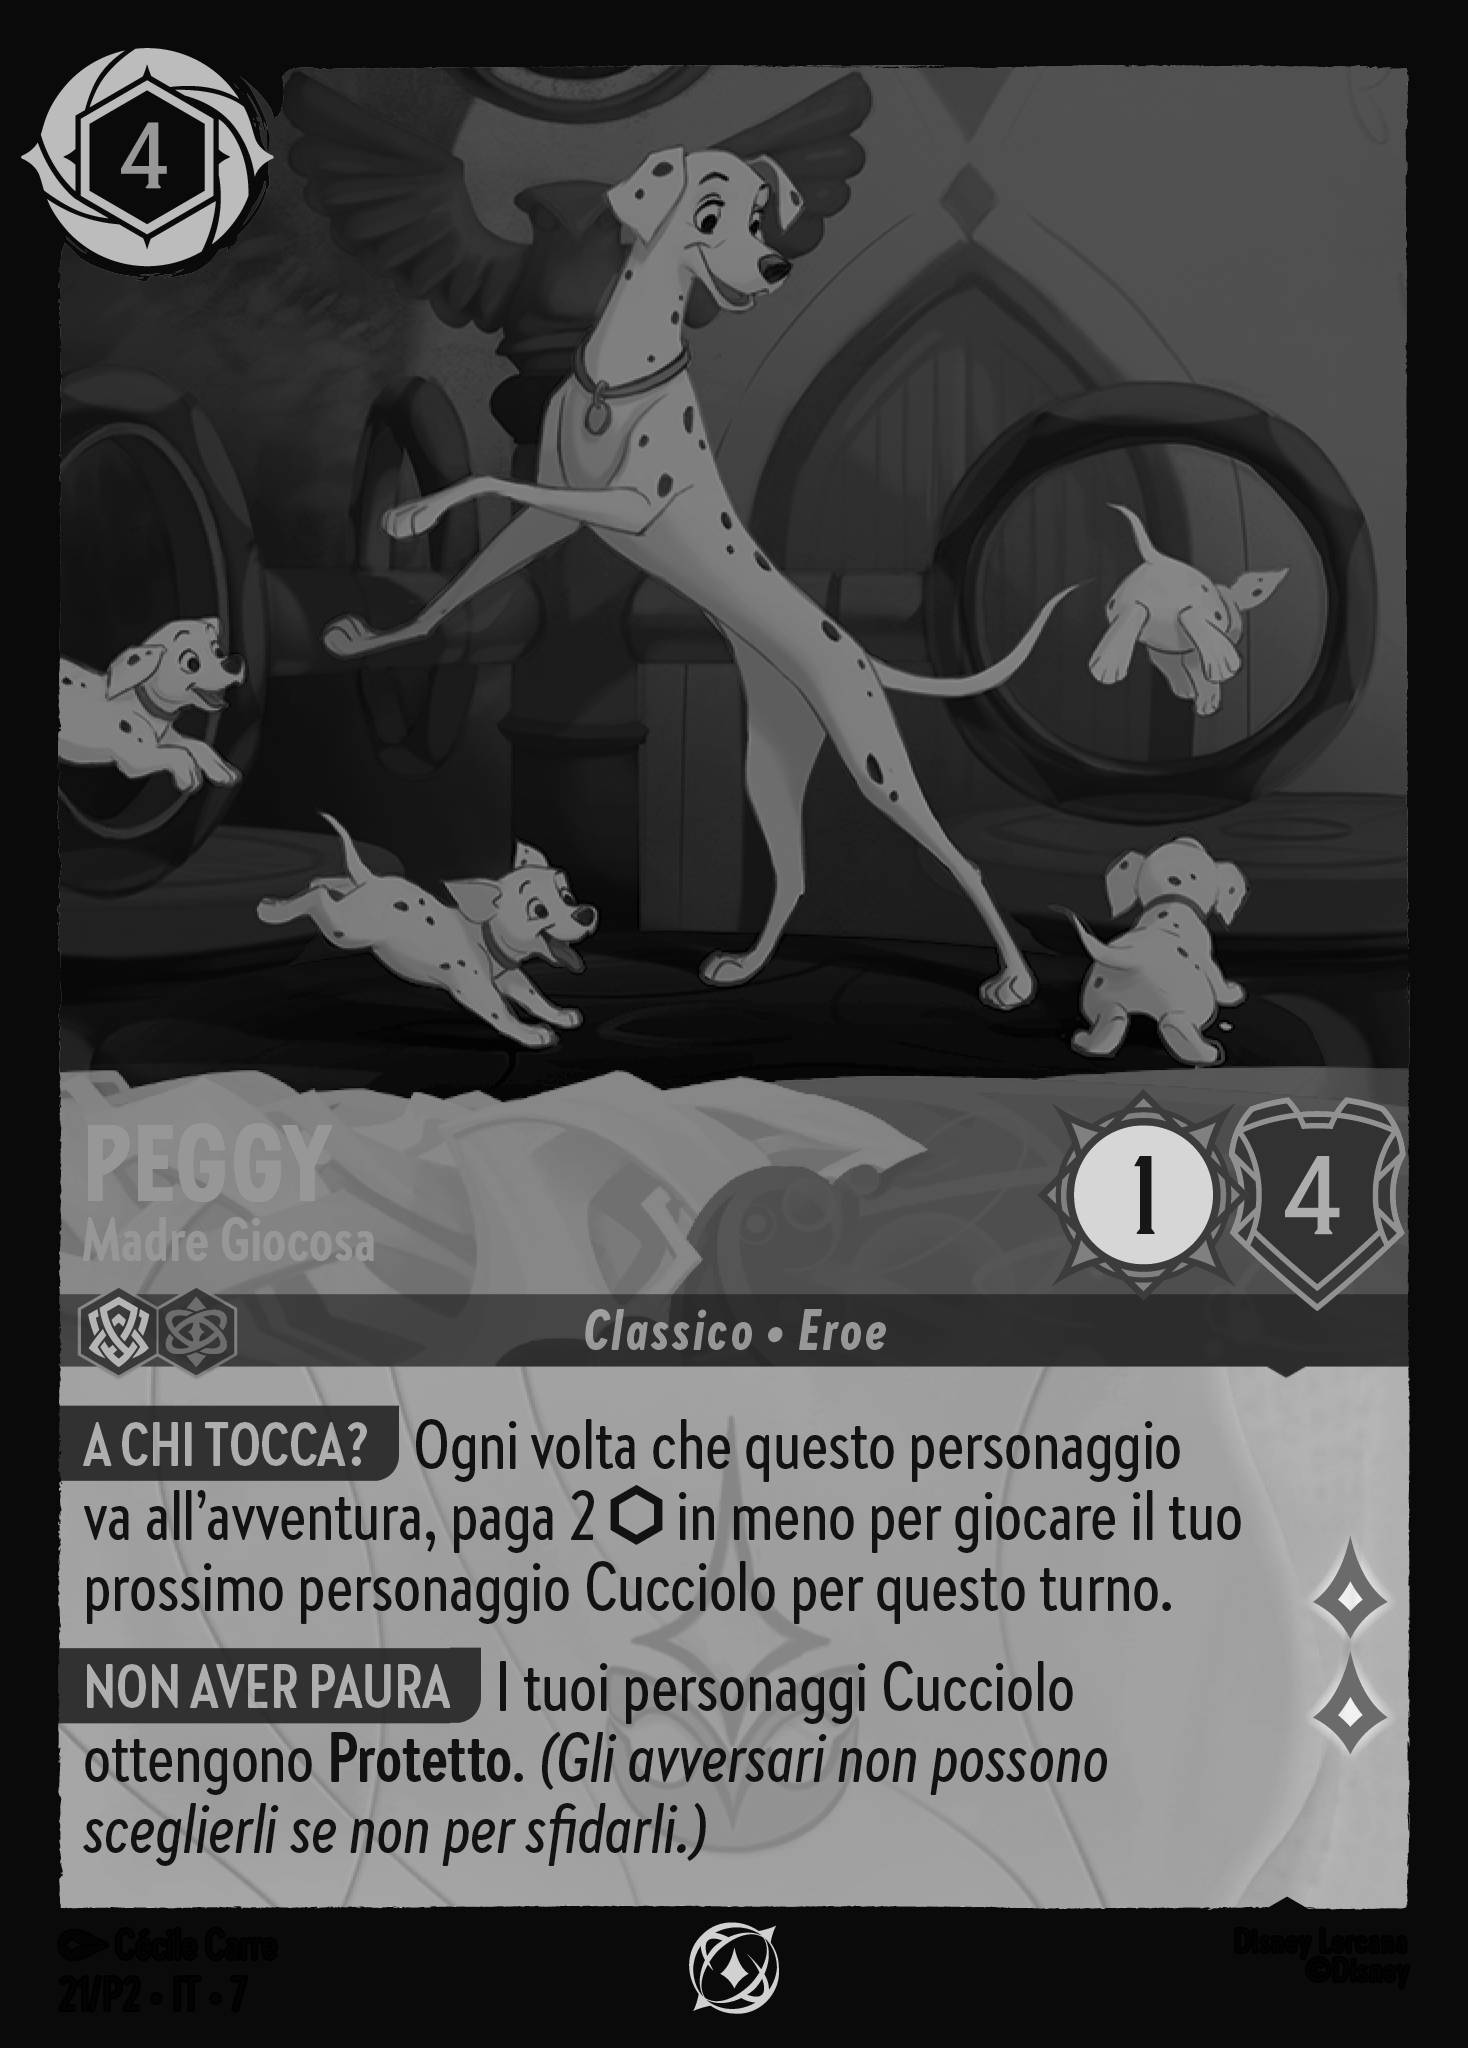 4
PEGGY
Madre Giocosa
1 4
Classico • Eroe
A CHI TOCCA? Ogni volta che questo personaggio
va all’avventura, paga 2 ⬡ in meno per giocare il tuo
prossimo personaggio Cucciolo per questo turno.
NON AVER PAURA I tuoi personaggi Cucciolo
ottengono Protetto. (Gli avversari non possono
sceglierli se non per sfidarli.)
Cécile Carre
21/P2 • IT • 7
Disney Lorcana
©Disney